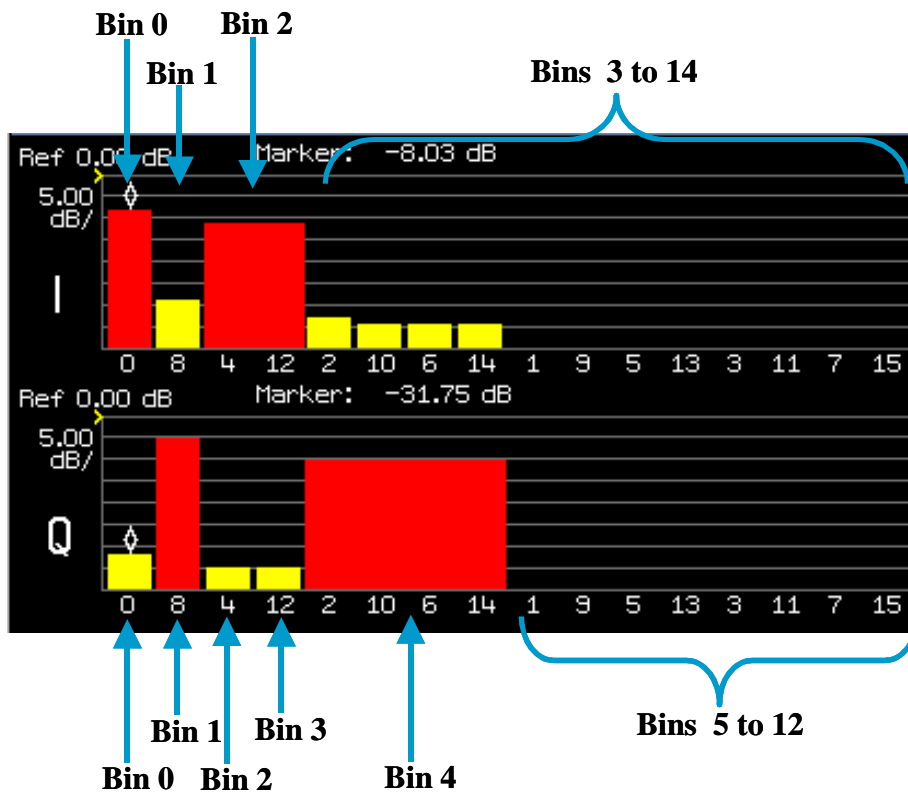 Bin 0 Bin 2
Bin 1 Bins 3 to 14
Ref 0.00 dB Marker: -8.03 dB
5.00
dB/
I
0 8 4 12 2 10 6 14 1 9 5 13 3 11 7 15
Ref 0.00 dB Marker: -31.75 dB
5.00
dB/
Q
0 8 4 12 2 10 6 14 1 9 5 13 3 11 7 15
Bin 1 Bin 3 Bins 5 to 12
Bin 0 Bin 2 Bin 4